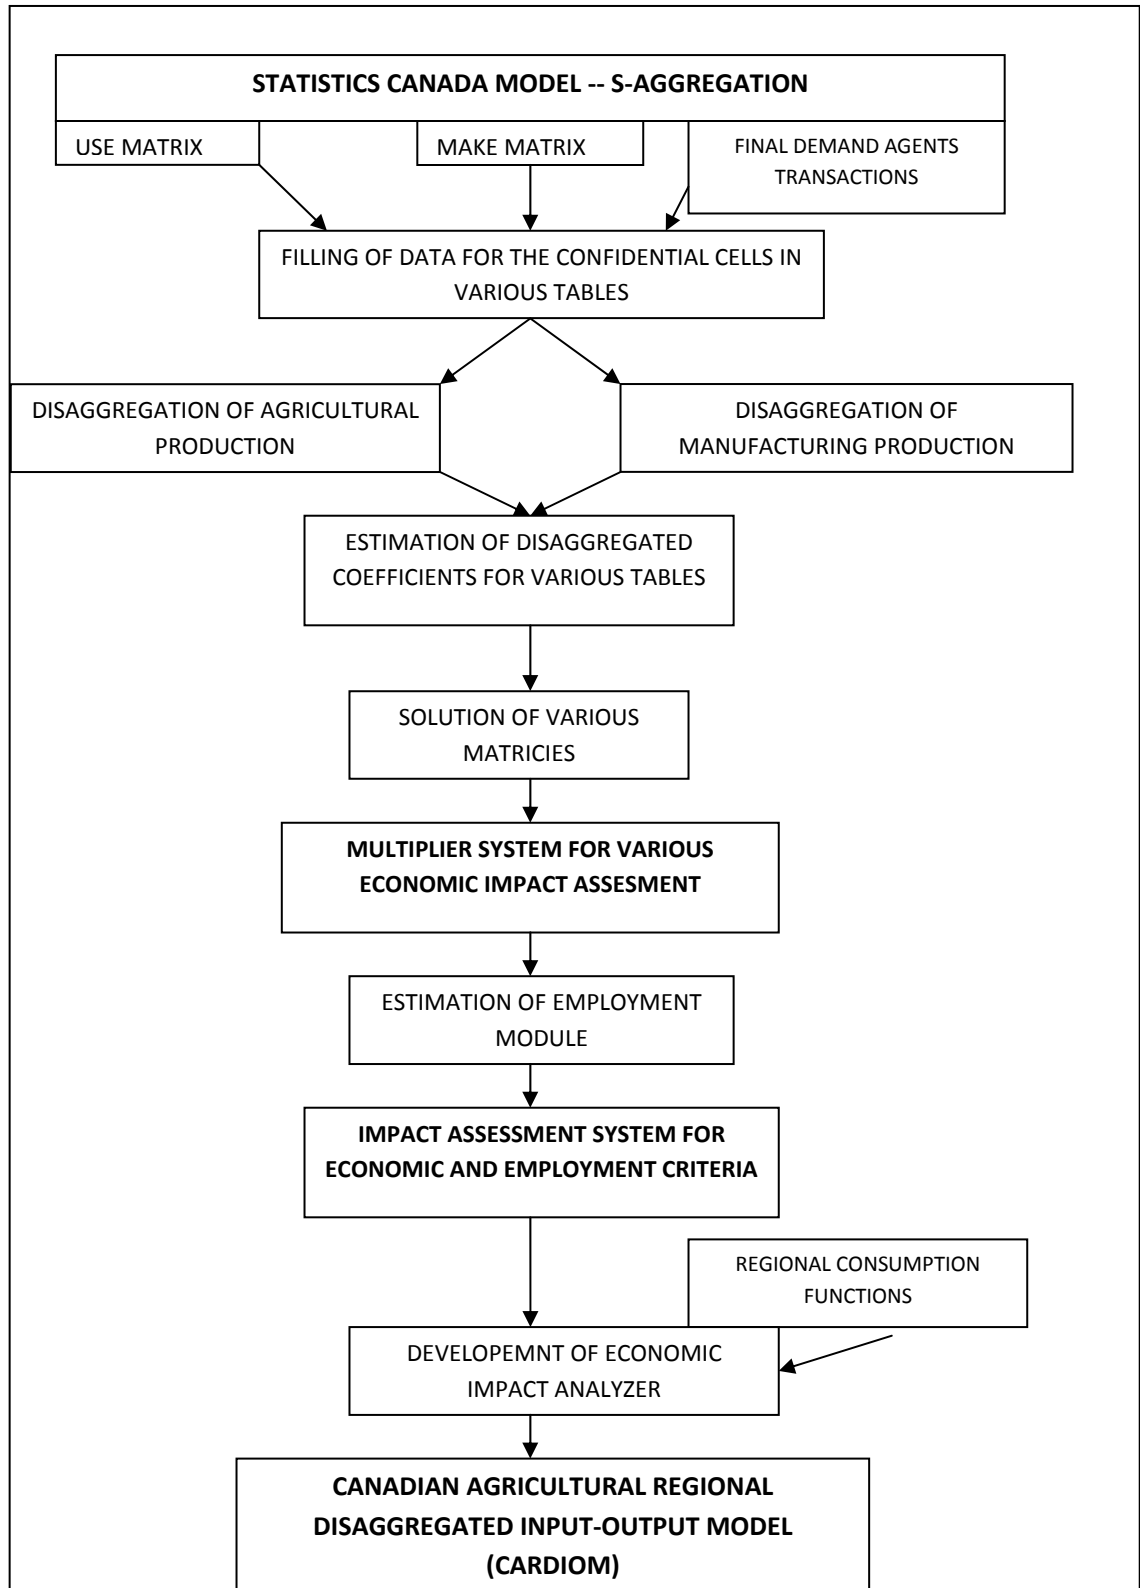 STATISTICS CANADA MODEL -- S-AGGREGATION
USE MATRIX
MAKE MATRIX
FINAL DEMAND AGENTS
TRANSACTIONS
FILLING OF DATA FOR THE CONFIDENTIAL CELLS IN
VARIOUS TABLES
DISAGGREGATION OF AGRICULTURAL
PRODUCTION
DISAGGREGATION OF
MANUFACTURING PRODUCTION
ESTIMATION OF DISAGGREGATED
COEFFICIENTS FOR VARIOUS TABLES
SOLUTION OF VARIOUS
MATRICIES
MULTIPLIER SYSTEM FOR VARIOUS
ECONOMIC IMPACT ASSESMENT
ESTIMATION OF EMPLOYMENT
MODULE
IMPACT ASSESSMENT SYSTEM FOR
ECONOMIC AND EMPLOYMENT CRITERIA
REGIONAL CONSUMPTION
FUNCTIONS
DEVELOPEMNT OF ECONOMIC
IMPACT ANALYZER
CANADIAN AGRICULTURAL REGIONAL
DISAGGREGATED INPUT-OUTPUT MODEL
(CARDIOM)